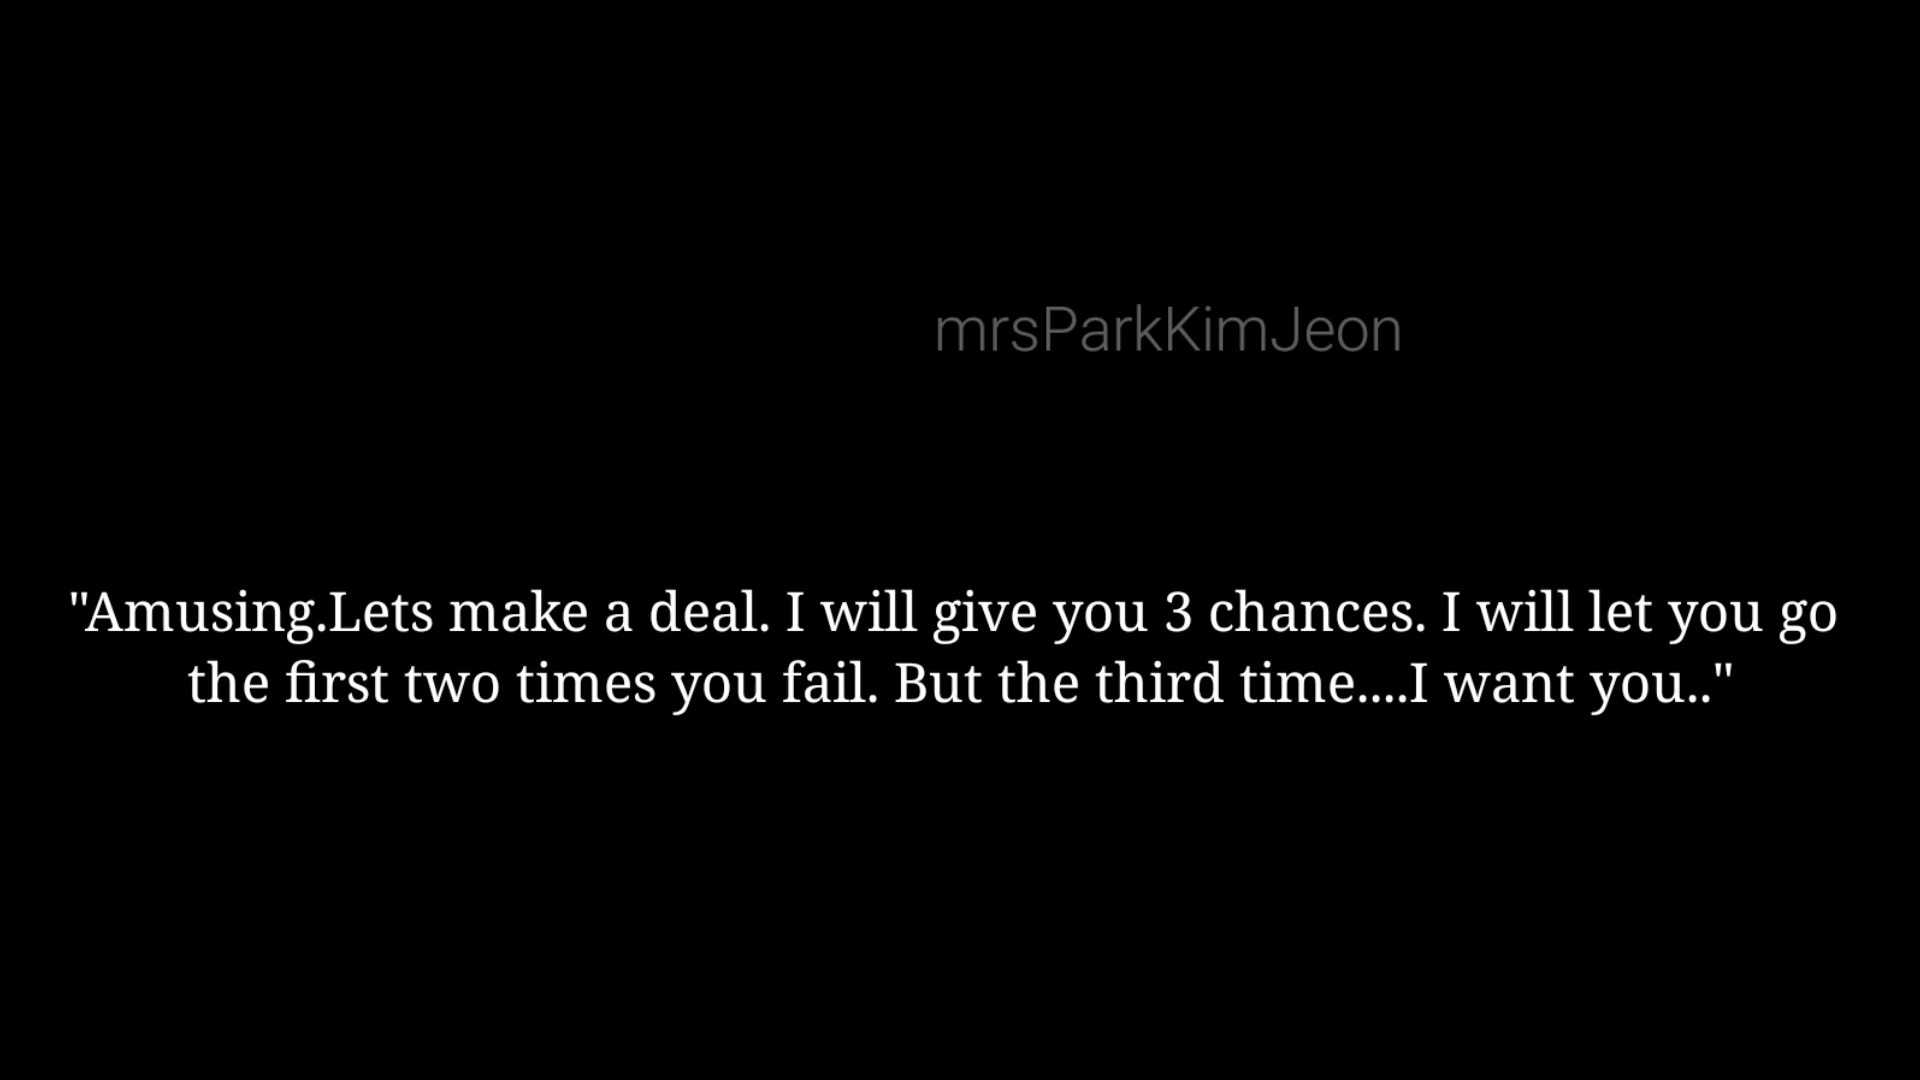 mrsParkKimJeon
"Amusing.Lets make a deal. I will give you 3 chances. I will let you go
the first two times you fail. But the third time....I want you.."